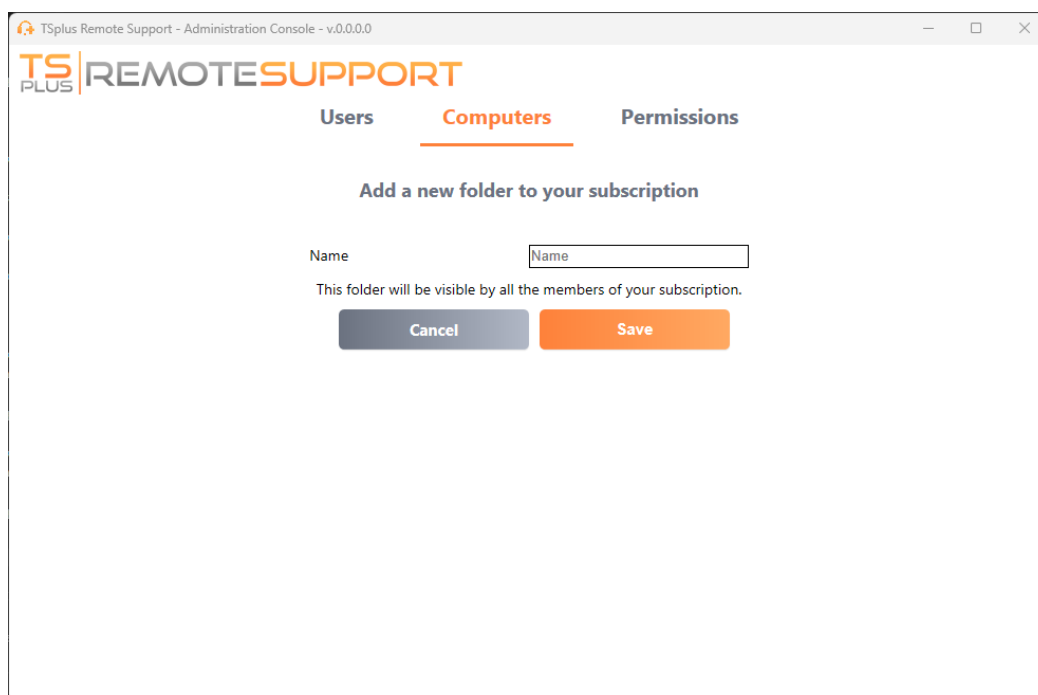 TSplus Remote Support - Administration Console - v.0.0.0.0
TS PLUS REMOTESUPPORT
Users Computers Permissions
Add a new folder to your subscription
Name Name
This folder will be visible by all the members of your subscription.
Cancel Save